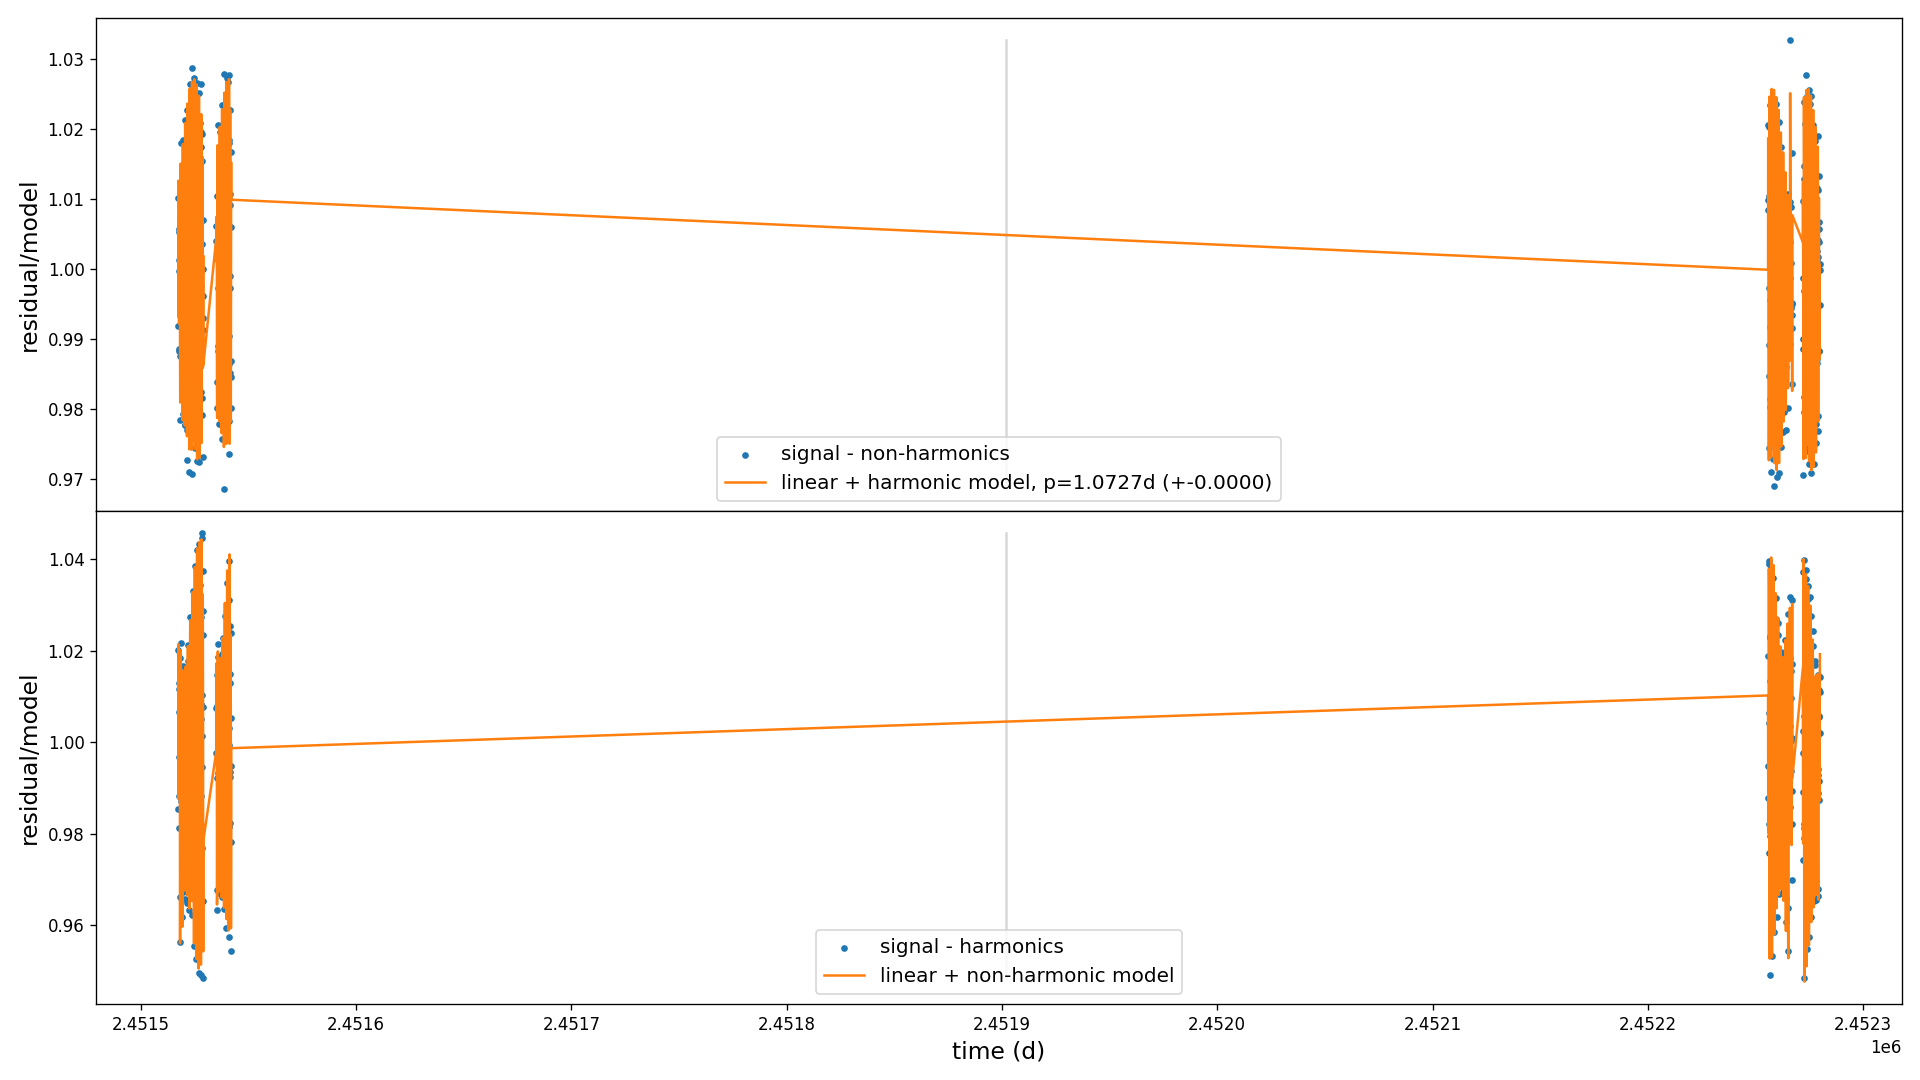 1.03
1.02
1.01
1.00
0.99
0.98
0.97
residual/model
signal - non-harmonics
linear + harmonic model, p=1.0727d (+-0.0000)
1.04
1.02
1.00
0.98
0.96
residual/model
signal - harmonics
linear + non-harmonic model
2.4515 2.4516 2.4517 2.4518 2.4519 2.4520 2.4521 2.4522 2.4523
1e6
time (d)